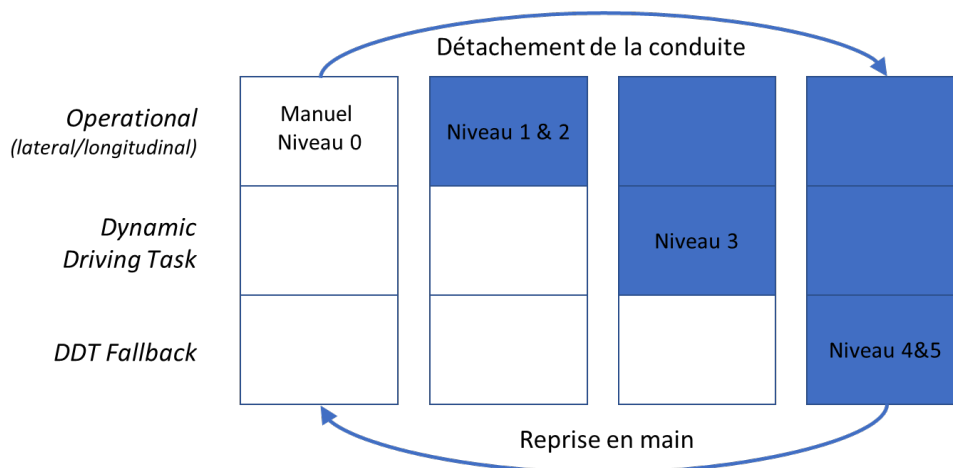 Détachement de la conduite
Operational
(lateral/longitudinal)
Manuel
Niveau 0
Niveau 1 & 2
Dynamic
Driving Task
Niveau 3
DDT Fallback
Niveau 4&5
Reprise en main